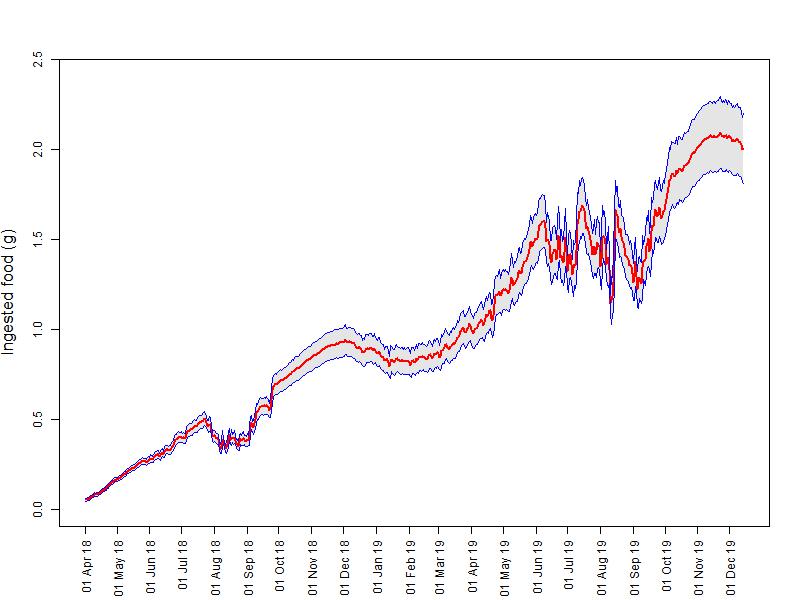 Ingested food (g)
2.5
2.0
1.5
1.0
0.5
0.0
01 Apr 18
01 May 18
01 Jun 18
01 Jul 18
01 Aug 18
01 Sep 18
01 Oct 18
01 Nov 18
01 Dec 18
01 Jan 19
01 Feb 19
01 Mar 19
01 Apr 19
01 May 19
01 Jun 19
01 Jul 19
01 Aug 19
01 Sep 19
01 Oct 19
01 Nov 19
01 Dec 19